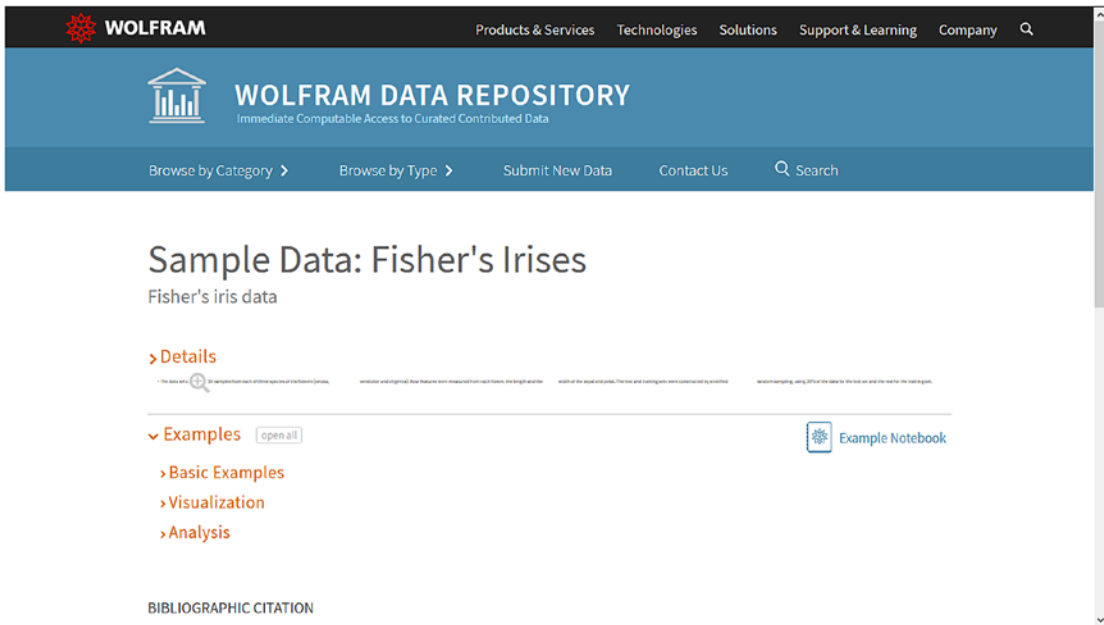 WOLFRAM
Products & Services Technologies Solutions Support & Learning Company
WOLFRAM DATA REPOSITORY
Immediate Computable Access to Curated Contributed Data
Browse by Category Browse by Type Submit New Data Contact Us Search
Sample Data: Fisher's Irises
Fisher's iris data
Details
Examples open all Example Notebook
Basic Examples
Visualization
Analysis
BIBLIOGRAPHIC CITATION